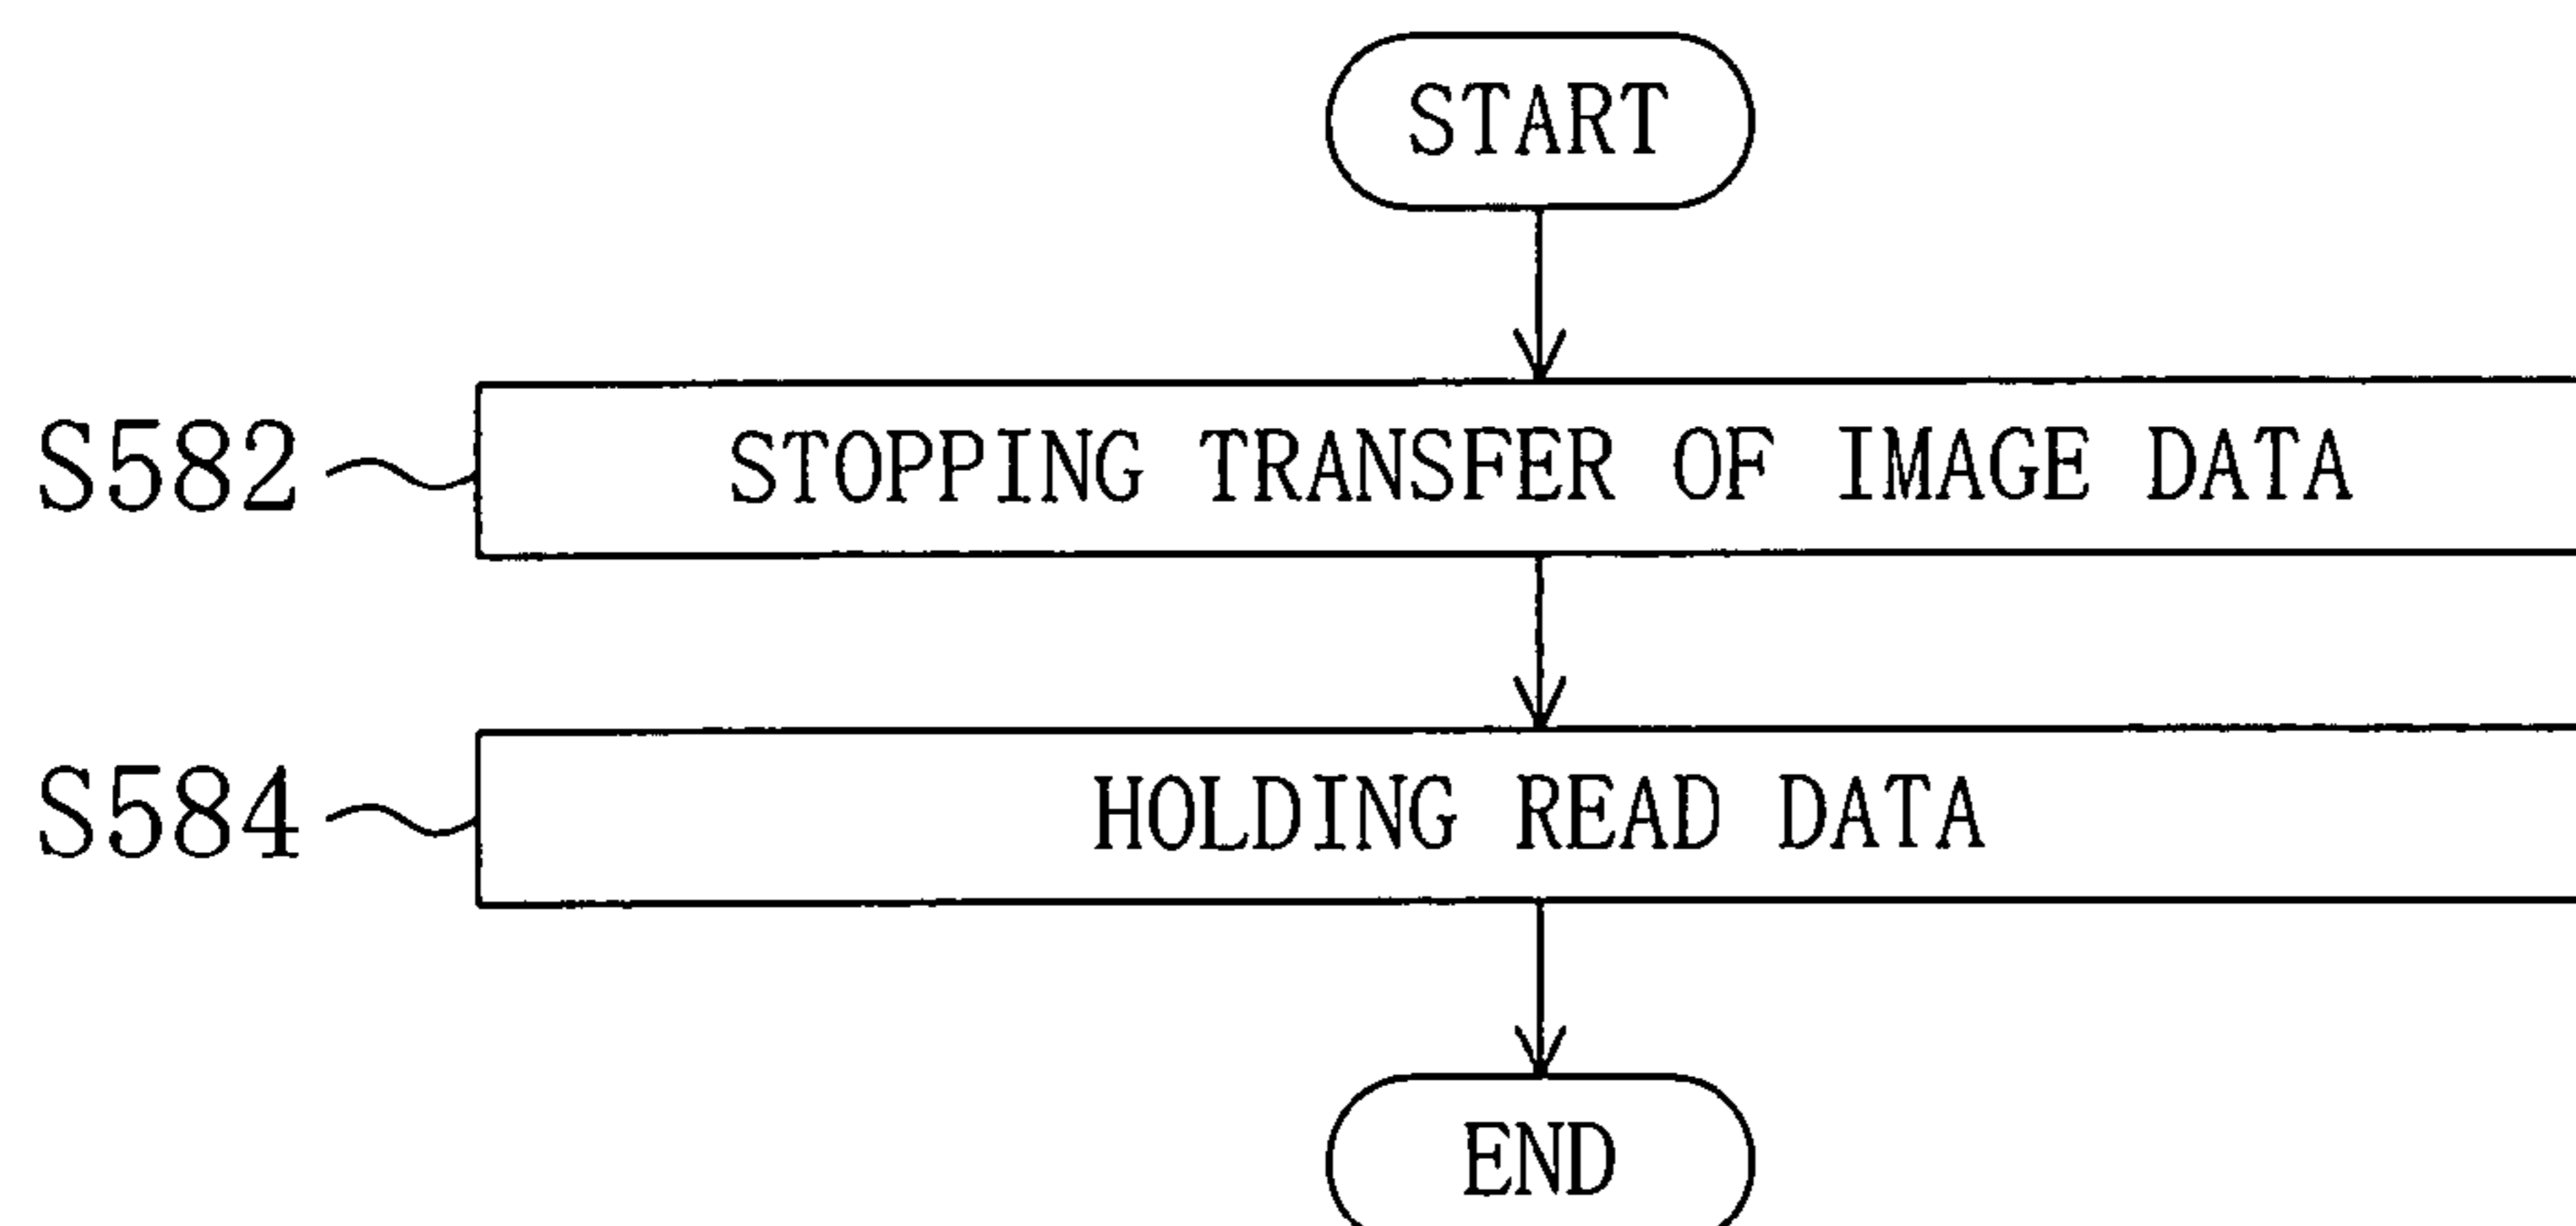 START
S582 STOPPING TRANSFER OF IMAGE DATA
S584 HOLDING READ DATA
END